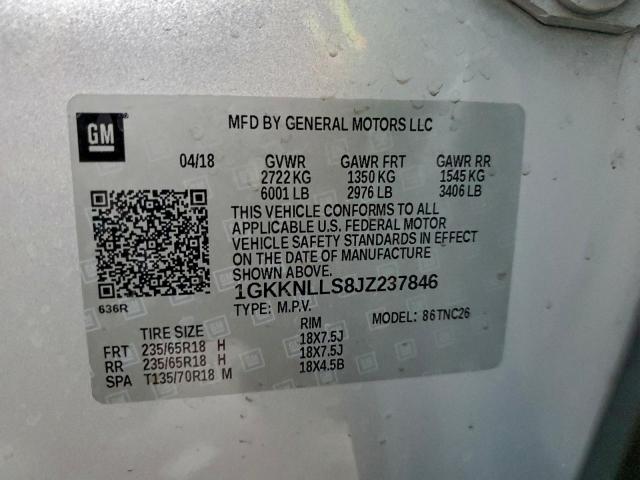 GM
MFD BY GENERAL MOTORS LLC
04/18 GVWR GAWR FRT GAWR RR
2722 KG 1350 KG 1545 KG
6001 LB 2976 LB 3406 LB
THIS VEHICLE CONFORMS TO ALL
APPLICABLE U.S. FEDERAL MOTOR
VEHICLE SAFETY STANDARDS IN EFFECT
ON THE DATE OF MANUFACTURE
SHOWN ABOVE.
1GKKNLLS8JZ237846
636R
TYPE: M.P.V. MODEL: 86TNC26
TIRE SIZE RIM
FRT 235/65R18 H 18X7.5J
RR 235/65R18 H 18X7.5J
SPA T135/70R18 M 18X4.5B